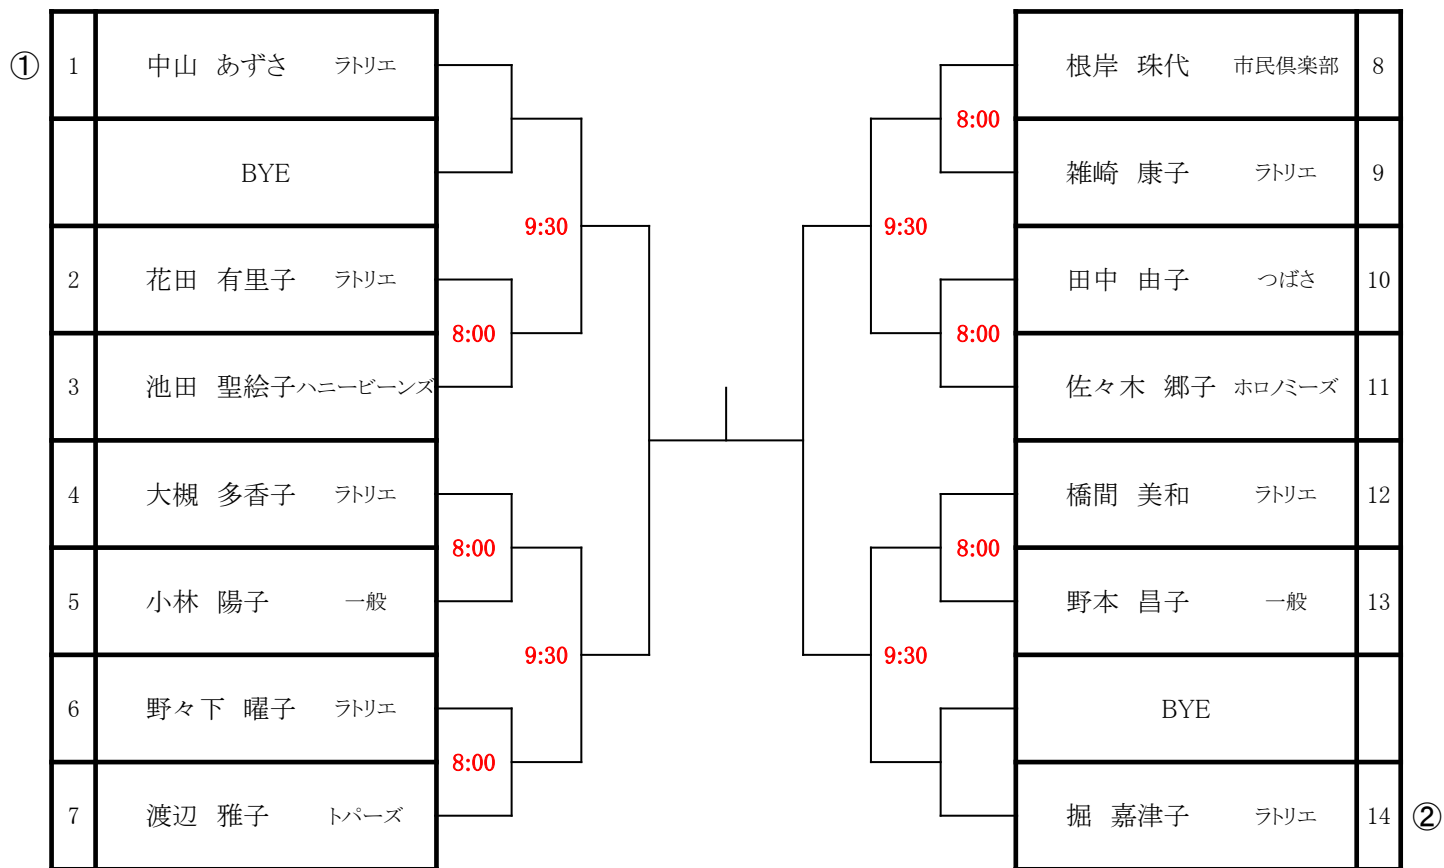 ① 1 中山 あずさ ラトリエ
BYE
9:30
2 花田 有里子 ラトリエ
8:00
3 池田 聖絵子 ハニービーンズ
4 大槻 多香子 ラトリエ
8:00
5 小林 陽子 一般
9:30
6 野々下 曜子 ラトリエ
8:00
7 渡辺 雅子 トパーズ
根岸 珠代 市民倶楽部 8
8:00
雑崎 康子 ラトリエ 9
9:30
田中 由子 つばさ 10
8:00
佐々木 郷子 ホロノミーズ 11
橋間 美和 ラトリエ 12
8:00
野本 昌子 一般 13
9:30
BYE
掘 嘉津子 ラトリエ 14 ②